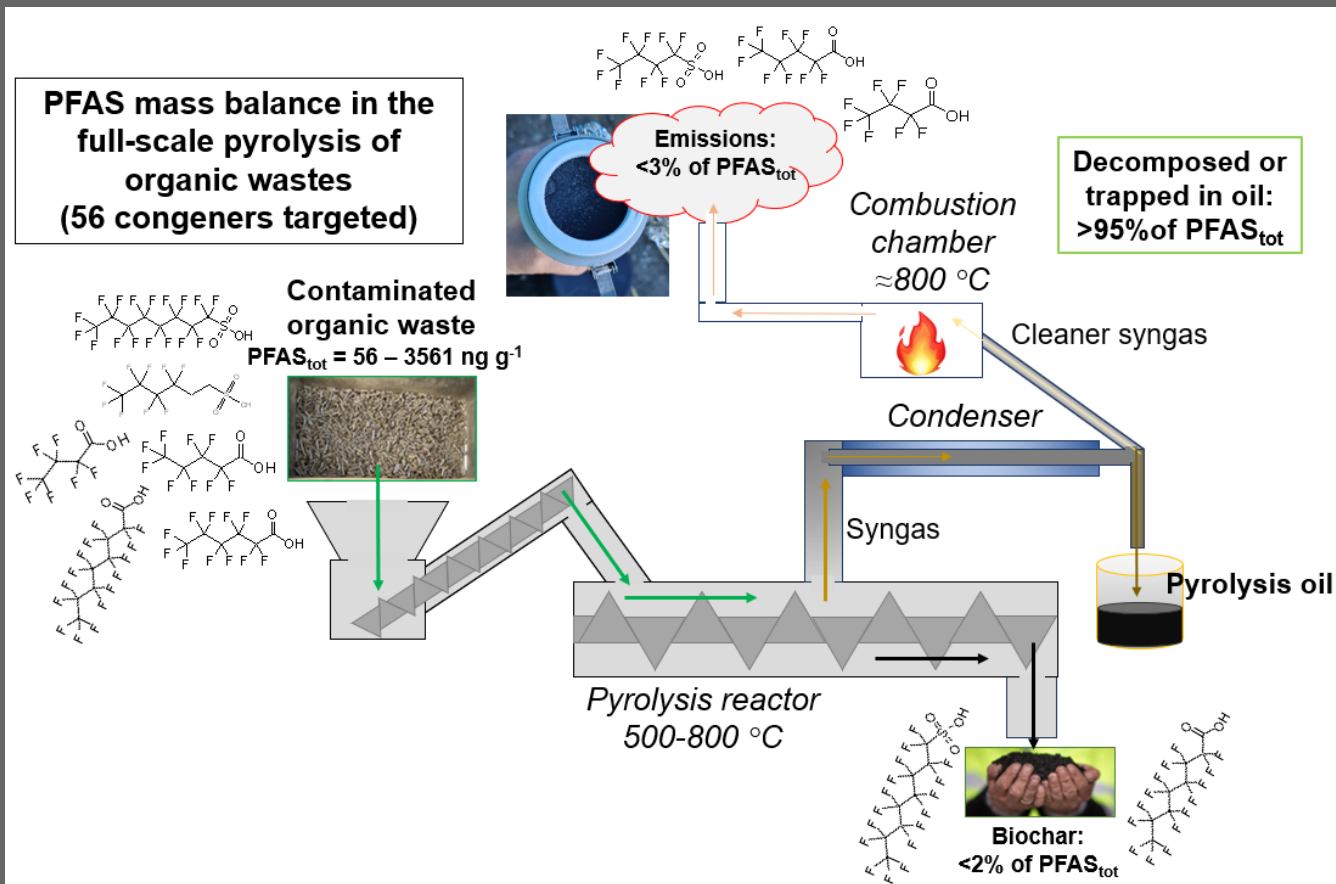 PFAS mass balance in the
full-scale pyrolysis of
organic wastes
(56 congeners targeted)
Emissions:
<3% of PFAStot
Decomposed or
trapped in oil:
>95%of PFAStot
Combustion
chamber
≈800 °C
Contaminated
organic waste
PFAStot = 56 – 3561 ng g-1
Cleaner syngas
Condenser
Syngas
Pyrolysis oil
Pyrolysis reactor
500-800 °C
Biochar:
<2% of PFAStot